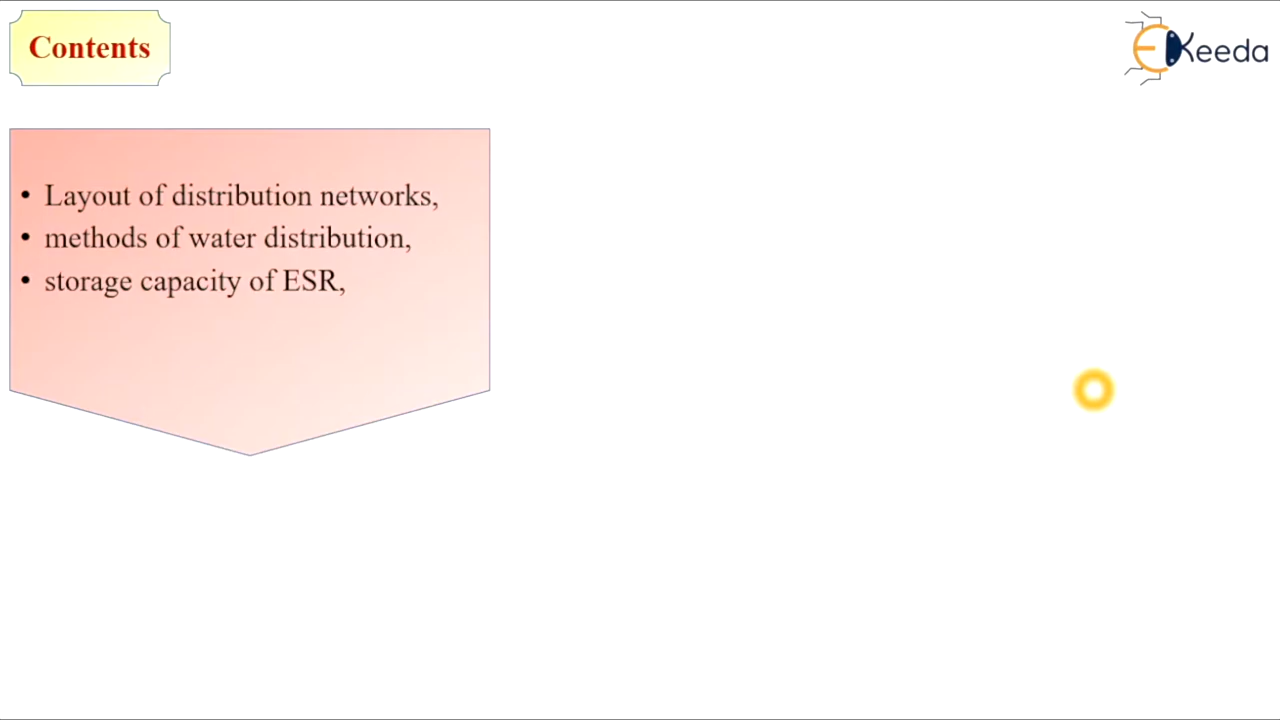 Contents
EKeeda
• Layout of distribution networks,
• methods of water distribution,
• storage capacity of ESR,